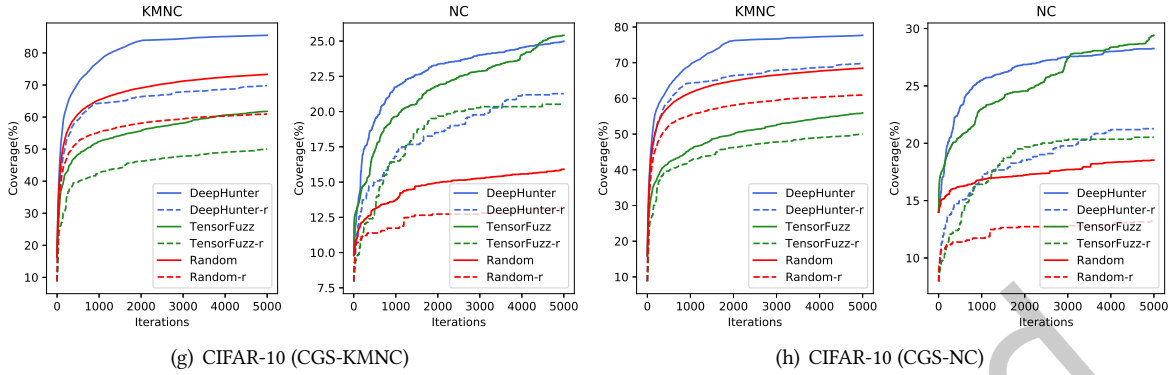 KMNC
NC
KMNC
NC
Coverage(%)
80
70
60
50
40
30
20
10
0 1000 2000 3000 4000 5000
Iterations
DeepHunter
DeepHunter-r
TensorFuzz
TensorFuzz-r
Random
Random-r
Coverage(%)
25.0
22.5
20.0
17.5
15.0
12.5
10.0
7.5
0 1000 2000 3000 4000 5000
Iterations
DeepHunter
DeepHunter-r
TensorFuzz
TensorFuzz-r
Random
Random-r
Coverage(%)
80
70
60
50
40
30
20
10
0 1000 2000 3000 4000 5000
Iterations
DeepHunter
DeepHunter-r
TensorFuzz
TensorFuzz-r
Random
Random-r
Coverage(%)
30
25
20
15
10
0 1000 2000 3000 4000 5000
Iterations
DeepHunter
DeepHunter-r
TensorFuzz
TensorFuzz-r
Random
Random-r
(g) CIFAR-10 (CGS-KMNC)
(h) CIFAR-10 (CGS-NC)